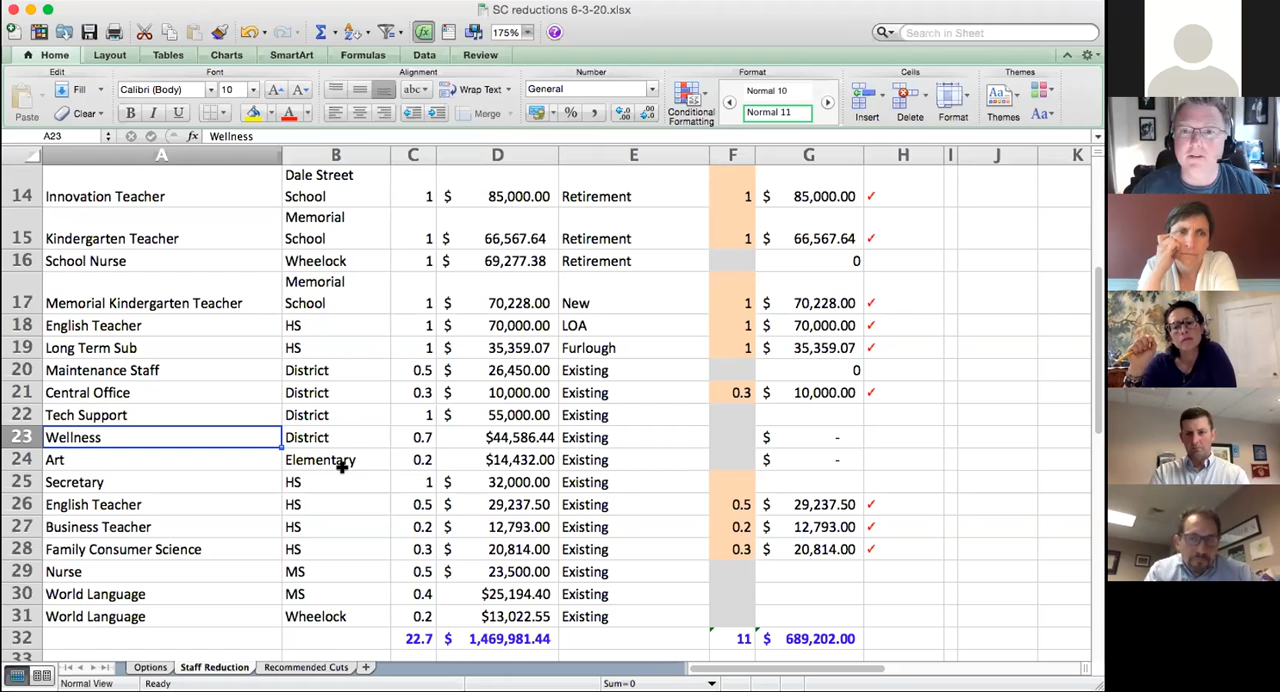 SC reductions 6-3-20.xlsx
175%
Search in Sheet
Home Layout Tables Charts SmartArt Formulas Data Review
Edit Font Alignment Number Format Cells Themes
Fill Calibri (Body) 10 A A abc Wrap Text General Normal 10
Paste Clear B I U A Merge % Conditional Formatting Normal 11 Insert Delete Format Themes Aa
A23 fx Wellness
A B C D E F G H I J K
14 Innovation Teacher Dale Street School 1 $ 85,000.00 Retirement 1 $ 85,000.00 ✓
15 Kindergarten Teacher Memorial School 1 $ 66,567.64 Retirement 1 $ 66,567.64 ✓
16 School Nurse Wheelock 1 $ 69,277.38 Retirement 0
17 Memorial Kindergarten Teacher Memorial School 1 $ 70,228.00 New 1 $ 70,228.00 ✓
18 English Teacher HS 1 $ 70,000.00 LOA 1 $ 70,000.00 ✓
19 Long Term Sub HS 1 $ 35,359.07 Furlough 1 $ 35,359.07 ✓
20 Maintenance Staff District 0.5 $ 26,450.00 Existing 0
21 Central Office District 0.3 $ 10,000.00 Existing 0.3 $ 10,000.00 ✓
22 Tech Support District 1 $ 55,000.00 Existing
23 Wellness District 0.7 $44,586.44 Existing $ -
24 Art Elementary 0.2 $14,432.00 Existing $ -
25 Secretary HS 1 $ 32,000.00 Existing
26 English Teacher HS 0.5 $ 29,237.50 Existing 0.5 $ 29,237.50 ✓
27 Business Teacher HS 0.2 $ 12,793.00 Existing 0.2 $ 12,793.00 ✓
28 Family Consumer Science HS 0.3 $ 20,814.00 Existing 0.3 $ 20,814.00 ✓
29 Nurse MS 0.5 $ 23,500.00 Existing
30 World Language MS 0.4 $25,194.40 Existing
31 World Language Wheelock 0.2 $13,022.55 Existing
32 22.7 $ 1,469,981.44 11 $ 689,202.00
33
Options Staff Reduction Recommended Cuts +
Normal View Ready Sum=0